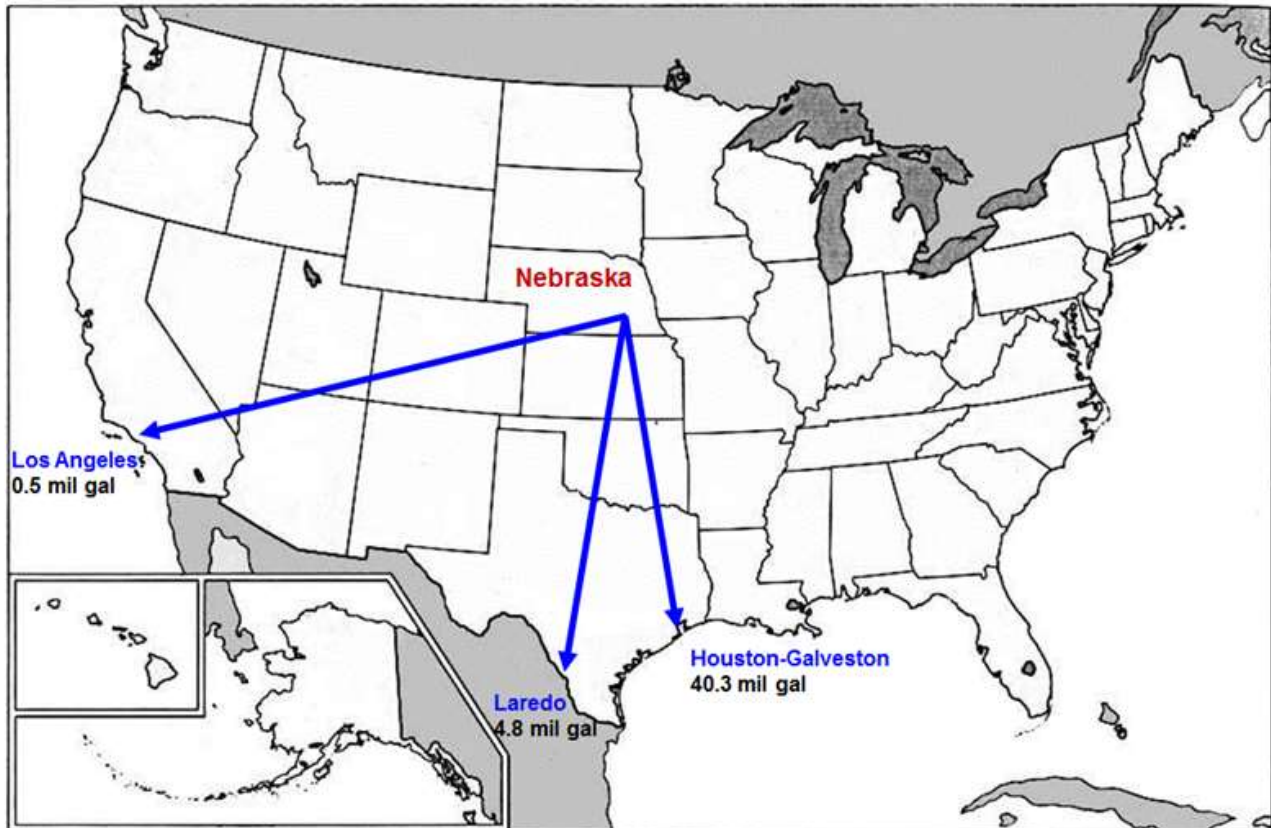 Nebraska
Los Angeles
0.5 mil gal
Houston-Galveston
40.3 mil gal
Laredo
4.8 mil gal